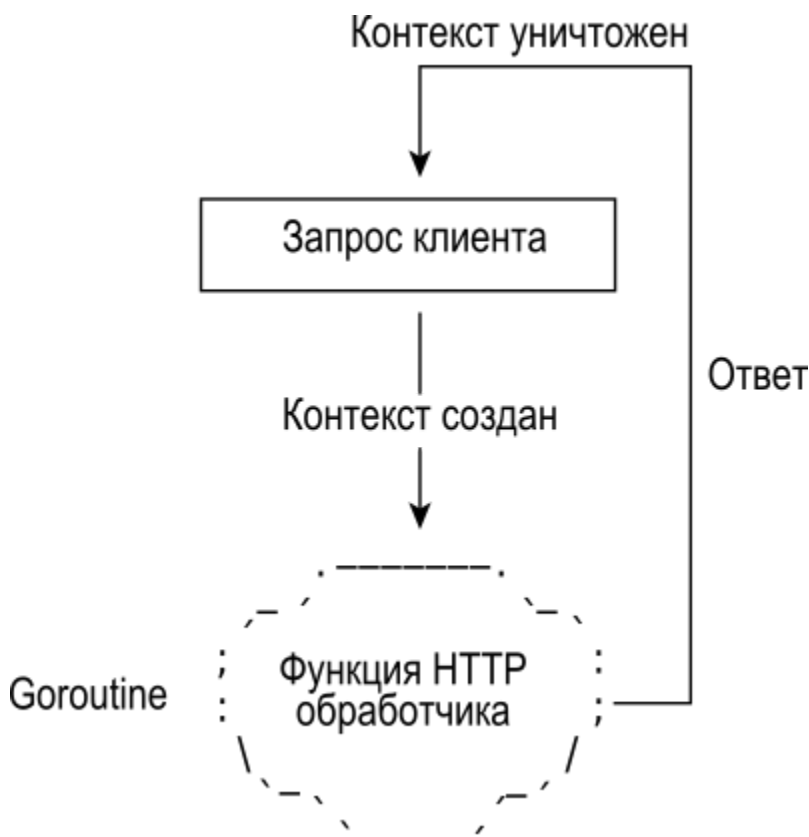 Контекст уничтожен
Запрос клиента
Ответ
Контекст создан
Goroutine
Функция HTTP
обработчика